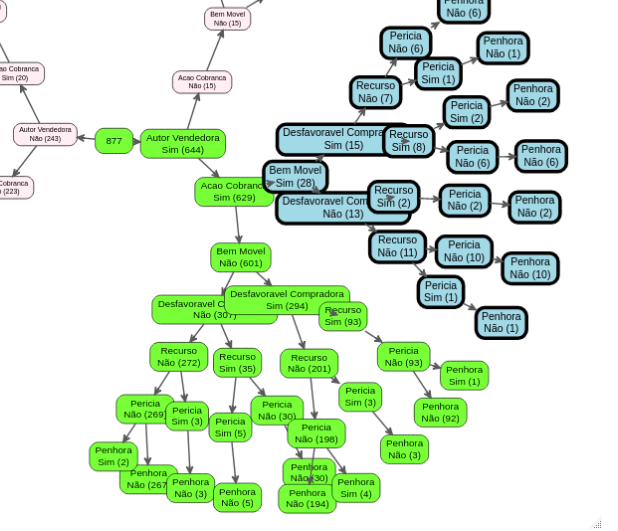 Não (6)
Bem Movel
Não (15)
Pericia
Não (6)
Penhora
Não (1)
ao Cobranca
Sim (20)
Acao Cobranca
Não (15)
Pericia
Sim (1)
Recurso
Não (7)
Penhora
Não (2)
Pericia
Sim (2)
Autor Vendedora
Não (243)
877
Autor Vendedora
Sim (644)
Desfavoravel Compra
Sim (15)
Recurso
Sim (8)
Pericia
Não (6)
Penhora
Não (6)
Cobranca
(223)
Acao Cobranc
Sim (629)
Bem Movel
Sim (28)
Desfavoravel Com
Não (13)
Recurso
Sim (2)
Pericia
Não (2)
Penhora
Não (2)
Recurso
Não (11)
Pericia
Não (10)
Penhora
Não (10)
Bem Movel
Não (601)
Pericia
Sim (1)
Penhora
Não (1)
Desfavoravel C
Não (307)
Desfavoravel Compradora
Sim (294)
Recurso
Sim (93)
Recurso
Não (272)
Recurso
Sim (35)
Recurso
Não (201)
Pericia
Não (93)
Penhora
Sim (1)
Pericia
Não (269)
Pericia
Sim (3)
Pericia
Sim (5)
Pericia
Não (30)
Pericia
Sim (3)
Penhora
Não (92)
Pericia
Não (198)
Penhora
Sim (2)
Penhora
Não (3)
Penhora
Não (267
Penhora
Não (3)
Penhora
Não (5)
Penhora
Não (30)
Penhora
Não (194)
Penhora
Sim (4)